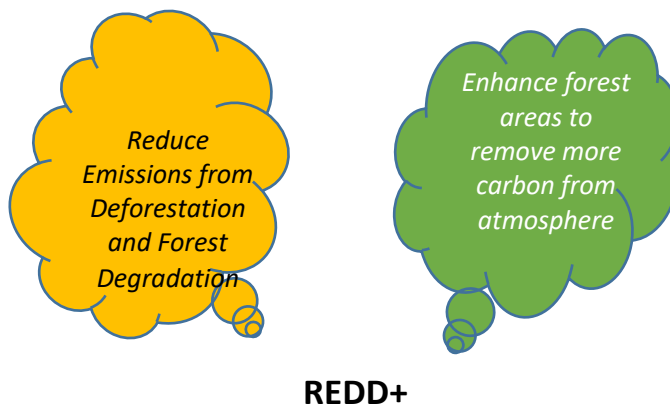 Reduce
Emissions from
Deforestation
and Forest
Degradation
Enhance forest
areas to
remove more
carbon from
atmosphere
REDD+